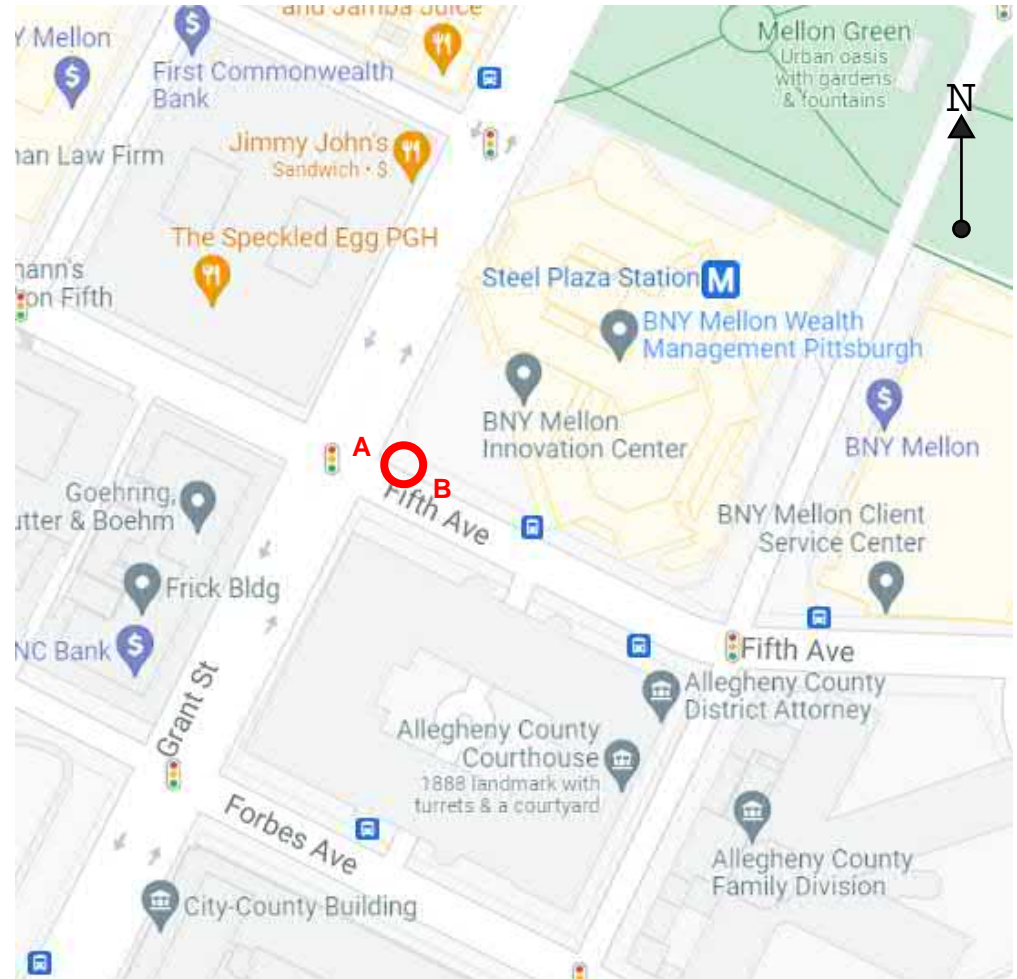 and Jamba Juice
Y Mellon
First Commonwealth
Bank
Mellon Green
Urban oasis
with gardens
& fountains
N
Jimmy John's
Sandwich • $
nan Law Firm
The Speckled Egg PGH
mann's
on Fifth
Steel Plaza Station
M
BNY Mellon Wealth
Management Pittsburgh
BNY Mellon
Innovation Center
BNY Mellon
A
B
Fifth Ave
Goehring,
utter & Boehm
BNY Mellon Client
Service Center
Frick Bldg
NC Bank
Fifth Ave
Allegheny County
District Attorney
Grant St
Allegheny County
Courthouse
1888 landmark with
turrets & a courtyard
Forbes Ave
Allegheny County
Family Division
City-County Building